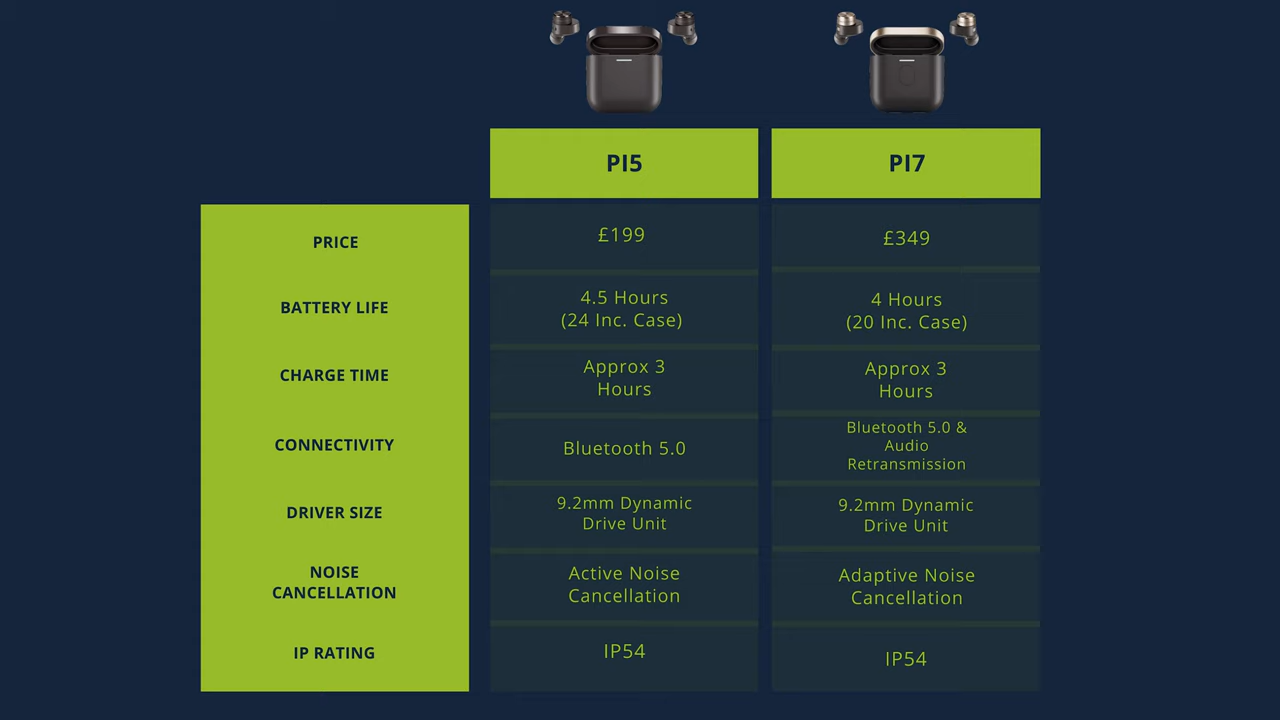 PI5
PI7
PRICE
£199
£349
BATTERY LIFE
4.5 Hours
(24 Inc. Case)
4 Hours
(20 Inc. Case)
CHARGE TIME
Approx 3
Hours
Approx 3
Hours
CONNECTIVITY
Bluetooth 5.0
Bluetooth 5.0 &
Audio
Retransmission
DRIVER SIZE
9.2mm Dynamic
Drive Unit
9.2mm Dynamic
Drive Unit
NOISE
CANCELLATION
Active Noise
Cancellation
Adaptive Noise
Cancellation
IP RATING
IP54
IP54